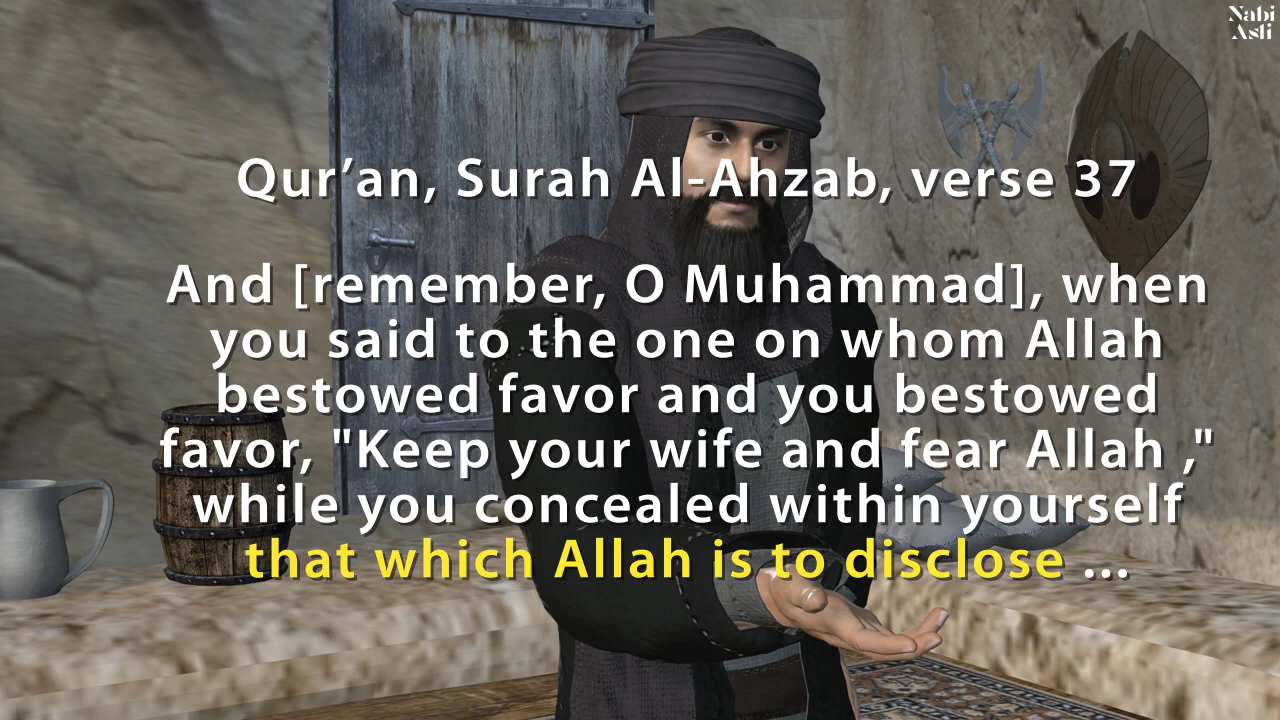 Nabi
Asli
Qur’an, Surah Al-Ahzab, verse 37
And [remember, O Muhammad], when
you said to the one on whom Allah
bestowed favor and you bestowed
favor, "Keep your wife and fear Allah ,"
while you concealed within yourself
that which Allah is to disclose ...